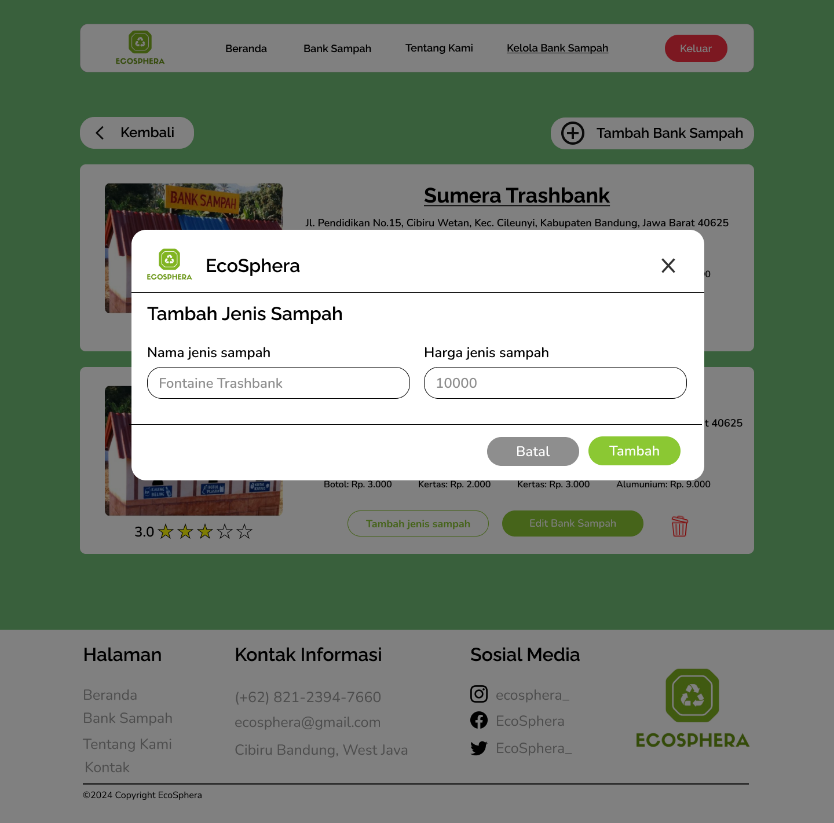 ECOSPHERA
Beranda
Bank Sampah
Tentang Kami
Kelola Bank Sampah
Keluar
Kembali
Tambah Bank Sampah
BANK SAMPAH
Sumera Trashbank
Jl. Pendidikan No.15, Cibiru Wetan, Kec. Cileunyi, Kabupaten Bandung, Jawa Barat 40625
ECOSPHERA
EcoSphera
Tambah Jenis Sampah
Nama jenis sampah
Harga jenis sampah
Fontaine Trashbank
10000
t 40625
Batal
Tambah
Botol: Rp. 3.000
Kertas: Rp. 2.000
Kertas: Rp. 3.000
Alumunium: Rp. 9.000
3.0
Tambah jenis sampah
Edit Bank Sampah
Halaman
Beranda
Bank Sampah
Tentang Kami
Kontak
Kontak Informasi
(+62) 821-2394-7660
ecosphera@gmail.com
Cibiru Bandung, West Java
Sosial Media
ecosphera_
EcoSphera
EcoSphera_
ECOSPHERA
©2024 Copyright EcoSphera